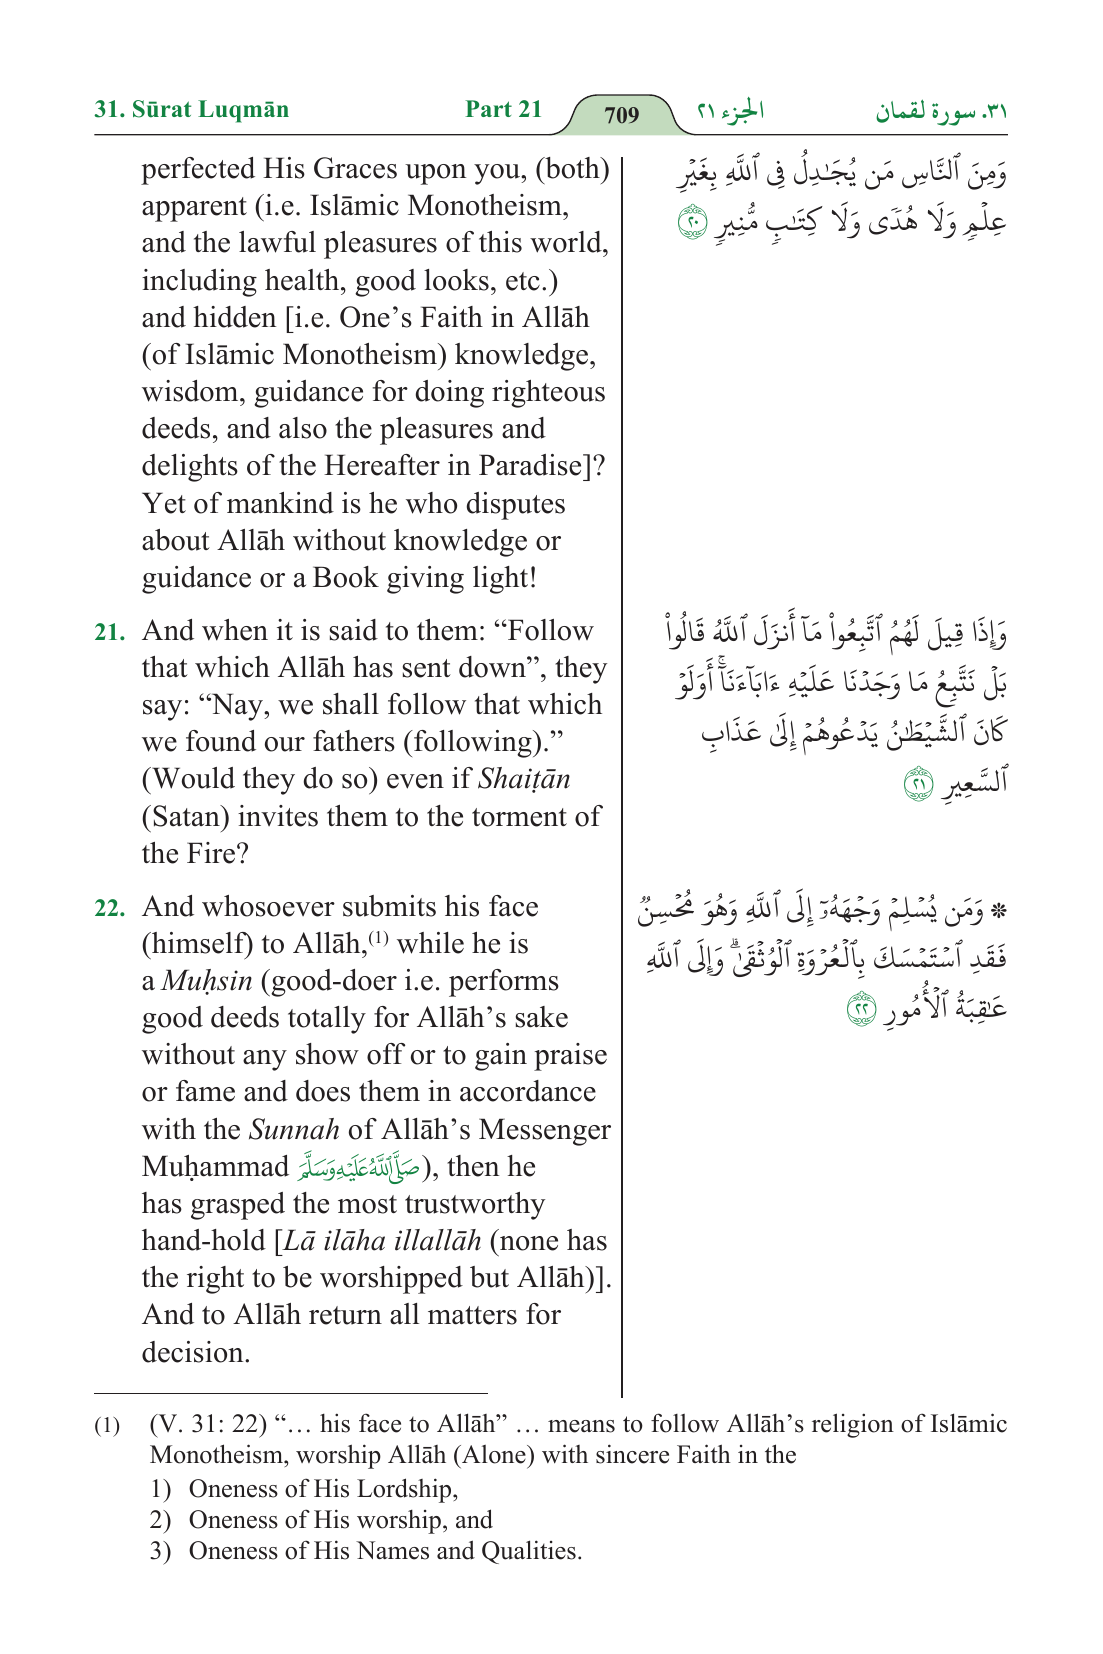 31. Sūrat Luqmān
Part 21
709
الجزء ٢١
٣١. سورة لقمان
perfected His Graces upon you, (both)
apparent (i.e. Islāmic Monotheism,
and the lawful pleasures of this world,
including health, good looks, etc.)
and hidden [i.e. One’s Faith in Allāh
(of Islāmic Monotheism) knowledge,
wisdom, guidance for doing righteous
deeds, and also the pleasures and
delights of the Hereafter in Paradise]?
Yet of mankind is he who disputes
about Allāh without knowledge or
guidance or a Book giving light!
وَمِنَ ٱلنَّاسِ مَن يُجَٰدِلُ فِى ٱللَّهِ بِغَيْرِ
عِلْمٍ وَلَا هُدًى وَلَا كِتَٰبٍ مُّنِيرٍ ٢٠
21. And when it is said to them: “Follow
that which Allāh has sent down”, they
say: “Nay, we shall follow that which
we found our fathers (following).”
(Would they do so) even if Shaiṭān
(Satan) invites them to the torment of
the Fire?
وَإِذَا قِيلَ لَهُمُ ٱتَّبِعُوا۟ مَآ أَنزَلَ ٱللَّهُ قَالُوا۟
بَلْ نَتَّبِعُ مَا وَجَدْنَا عَلَيْهِ ءَابَآءَنَآ ۚ أَوَلَوْ
كَانَ ٱلشَّيْطَٰنُ يَدْعُوهُمْ إِلَىٰ عَذَابِ
ٱلسَّعِيرِ ٢١
22. And whosoever submits his face
(himself) to Allāh,(1) while he is
a Muḥsin (good-doer i.e. performs
good deeds totally for Allāh’s sake
without any show off or to gain praise
or fame and does them in accordance
with the Sunnah of Allāh’s Messenger
Muḥammad صَلَّى ٱللَّهُ عَلَيْهِ وَسَلَّمَ), then he
has grasped the most trustworthy
hand-hold [Lā ilāha illallāh (none has
the right to be worshipped but Allāh)].
And to Allāh return all matters for
decision.
* وَمَن يُسْلِمْ وَجْهَهُۥٓ إِلَى ٱللَّهِ وَهُوَ مُحْسِنٌ
فَقَدِ ٱسْتَمْسَكَ بِٱلْعُرْوَةِ ٱلْوُثْقَىٰ ۗ وَإِلَى ٱللَّهِ
عَٰقِبَةُ ٱلْأُمُورِ ٢٢
(1) (V. 31: 22) “… his face to Allāh” … means to follow Allāh’s religion of Islāmic
Monotheism, worship Allāh (Alone) with sincere Faith in the
1) Oneness of His Lordship,
2) Oneness of His worship, and
3) Oneness of His Names and Qualities.